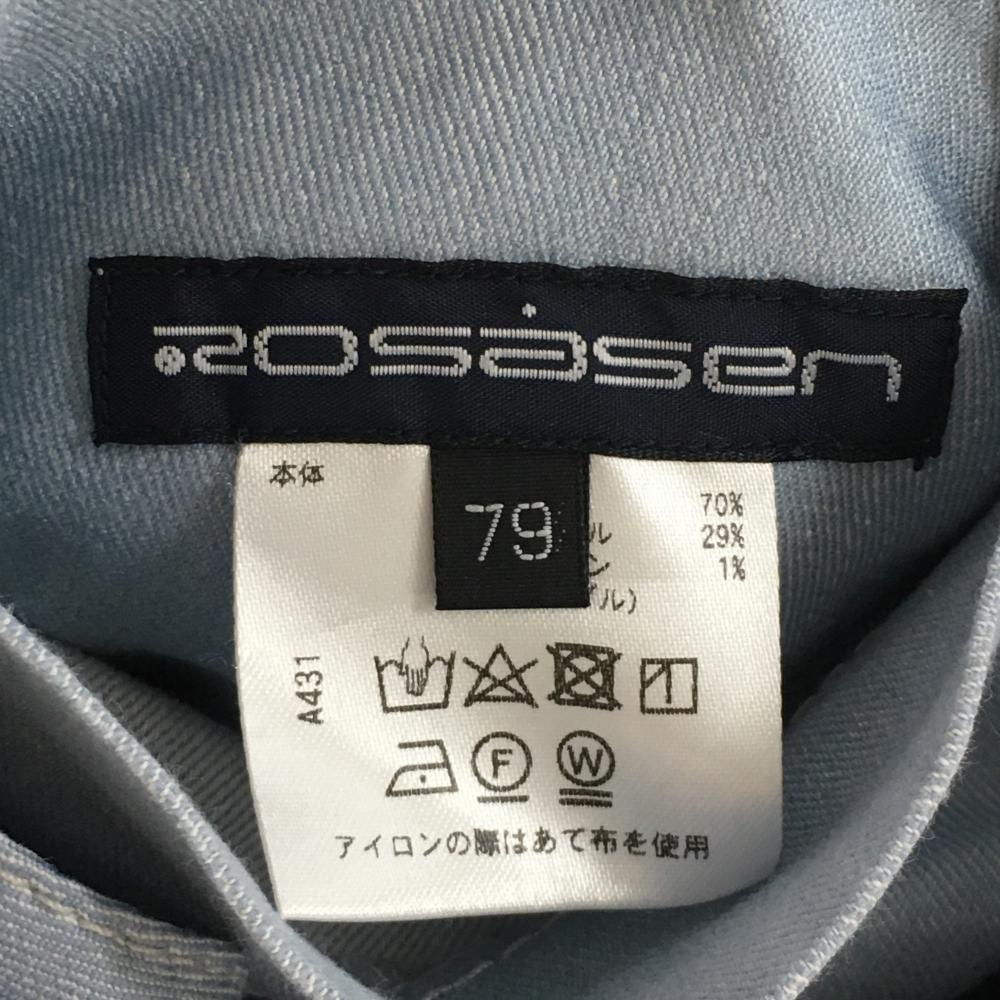 rosasen
本体
79
70%
ル 29%
ン 1%
ル)
A431
F W
アイロンの際はあて布を使用